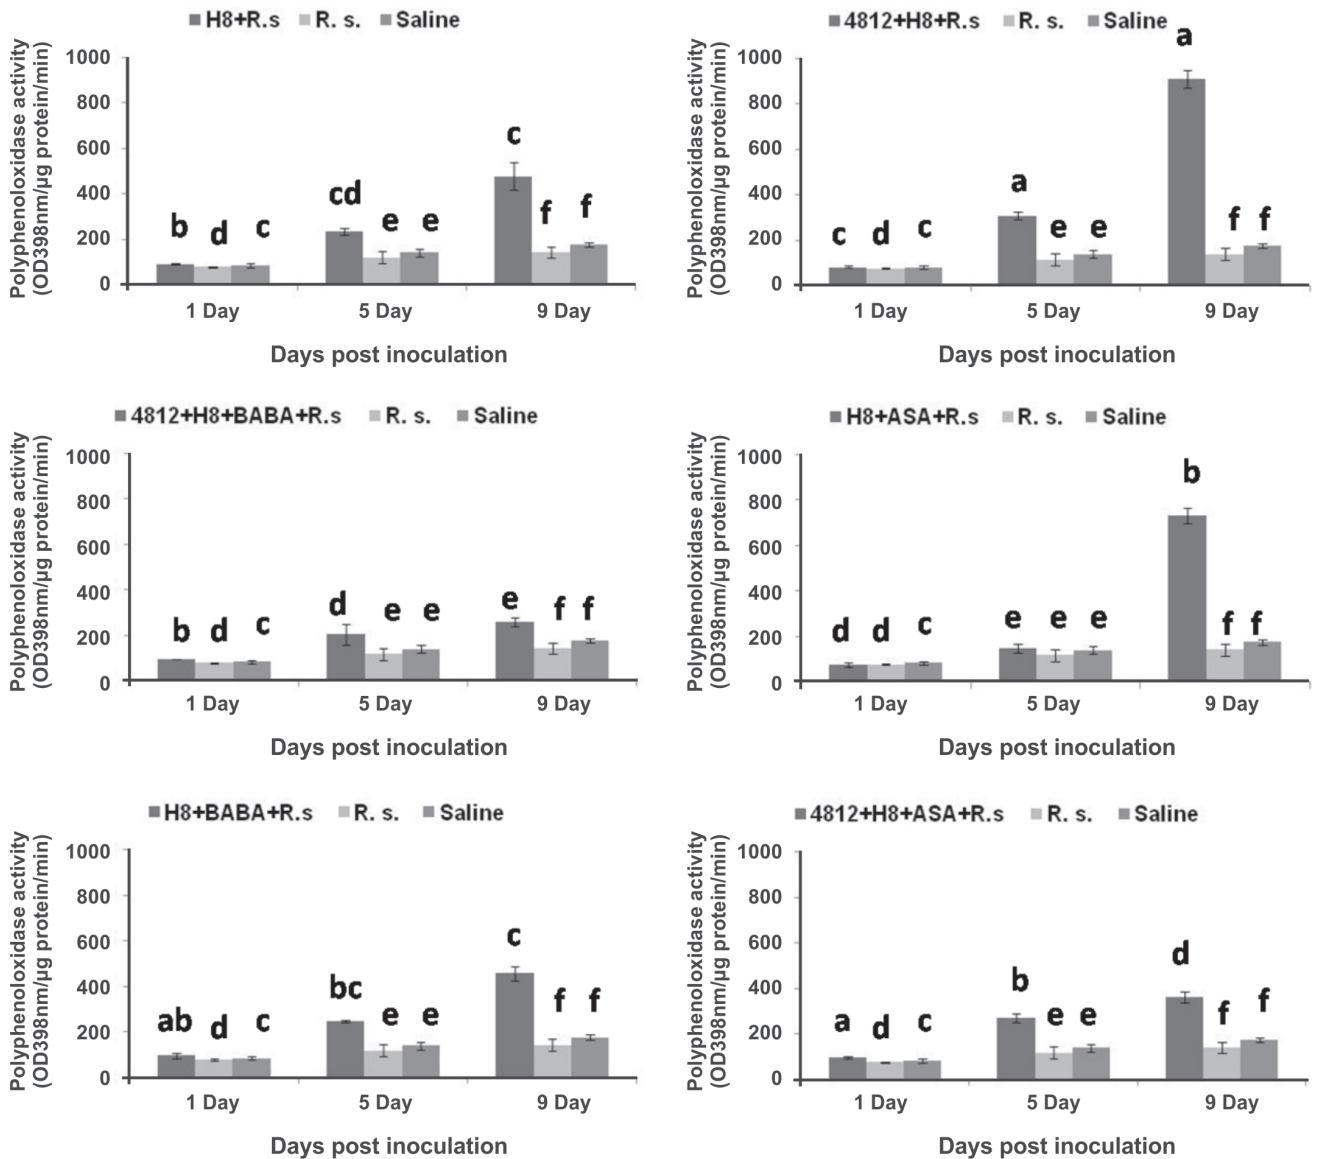 H8+R.s R. s. Saline
Polyphenoloxidase activity
(OD398nm/µg protein/min)
1000
800
600
400
200
0
b d c cd e e c f f
1 Day 5 Day 9 Day
Days post inoculation
4812+H8+R.s R. s. Saline
Polyphenoloxidase activity
(OD398nm/µg protein/min)
1000
800
600
400
200
0
c d c a e e a f f
1 Day 5 Day 9 Day
Days post inoculation
4812+H8+BABA+R.s R. s. Saline
Polyphenoloxidase activity
(OD398nm/µg protein/min)
1000
800
600
400
200
0
b d c d e e e f f
1 Day 5 Day 9 Day
Days post inoculation
H8+ASA+R.s R. s. Saline
Polyphenoloxidase activity
(OD398nm/µg protein/min)
1000
800
600
400
200
0
d d c e e e b f f
1 Day 5 Day 9 Day
Days post inoculation
H8+BABA+R.s R. s. Saline
Polyphenoloxidase activity
(OD398nm/µg protein/min)
1000
800
600
400
200
0
ab d c bc e e c f f
1 Day 5 Day 9 Day
Days post inoculation
4812+H8+ASA+R.s R. s. Saline
Polyphenoloxidase activity
(OD398nm/µg protein/min)
1000
800
600
400
200
0
a d c b e e d f f
1 Day 5 Day 9 Day
Days post inoculation